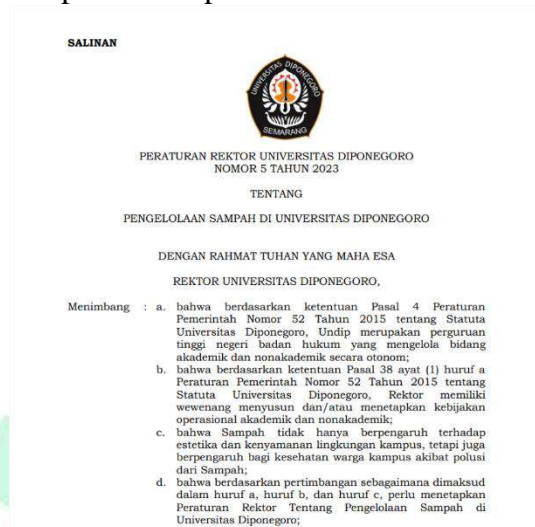 SALINAN
UNIVERSITAS DIPONEGORO
SEMARANG
PERATURAN REKTOR UNIVERSITAS DIPONEGORO
NOMOR 5 TAHUN 2023
TENTANG
PENGELOLAAN SAMPAH DI UNIVERSITAS DIPONEGORO
DENGAN RAHMAT TUHAN YANG MAHA ESA
REKTOR UNIVERSITAS DIPONEGORO,
Menimbang : a. bahwa berdasarkan ketentuan Pasal 4 Peraturan
Pemerintah Nomor 52 Tahun 2015 tentang Statuta
Universitas Diponegoro, Undip merupakan perguruan
tinggi negeri badan hukum yang mengelola bidang
akademik dan nonakademik secara otonom;
b. bahwa berdasarkan ketentuan Pasal 38 ayat (1) huruf a
Peraturan Pemerintah Nomor 52 Tahun 2015 tentang
Statuta Universitas Diponegoro, Rektor memiliki
wewenang menyusun dan/atau menetapkan kebijakan
operasional akademik dan nonakademik;
c. bahwa Sampah tidak hanya berpengaruh terhadap
estetika dan kenyamanan lingkungan kampus, tetapi juga
berpengaruh bagi kesehatan warga kampus akibat polusi
dari Sampah;
d. bahwa berdasarkan pertimbangan sebagaimana dimaksud
dalam huruf a, huruf b, dan huruf c, perlu menetapkan
Peraturan Rektor Tentang Pengelolaan Sampah di
Universitas Diponegoro;